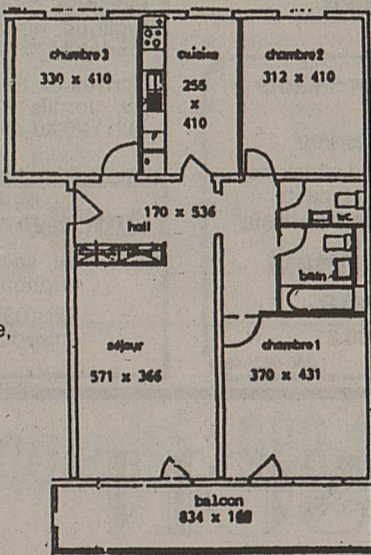 chambre 3
330 x 410
cuisine
255
x
410
chambre 2
312 x 410
170 x 536
hall
wc
bain
séjour
571 x 366
chambre 1
370 x 431
balcon
834 x
e,